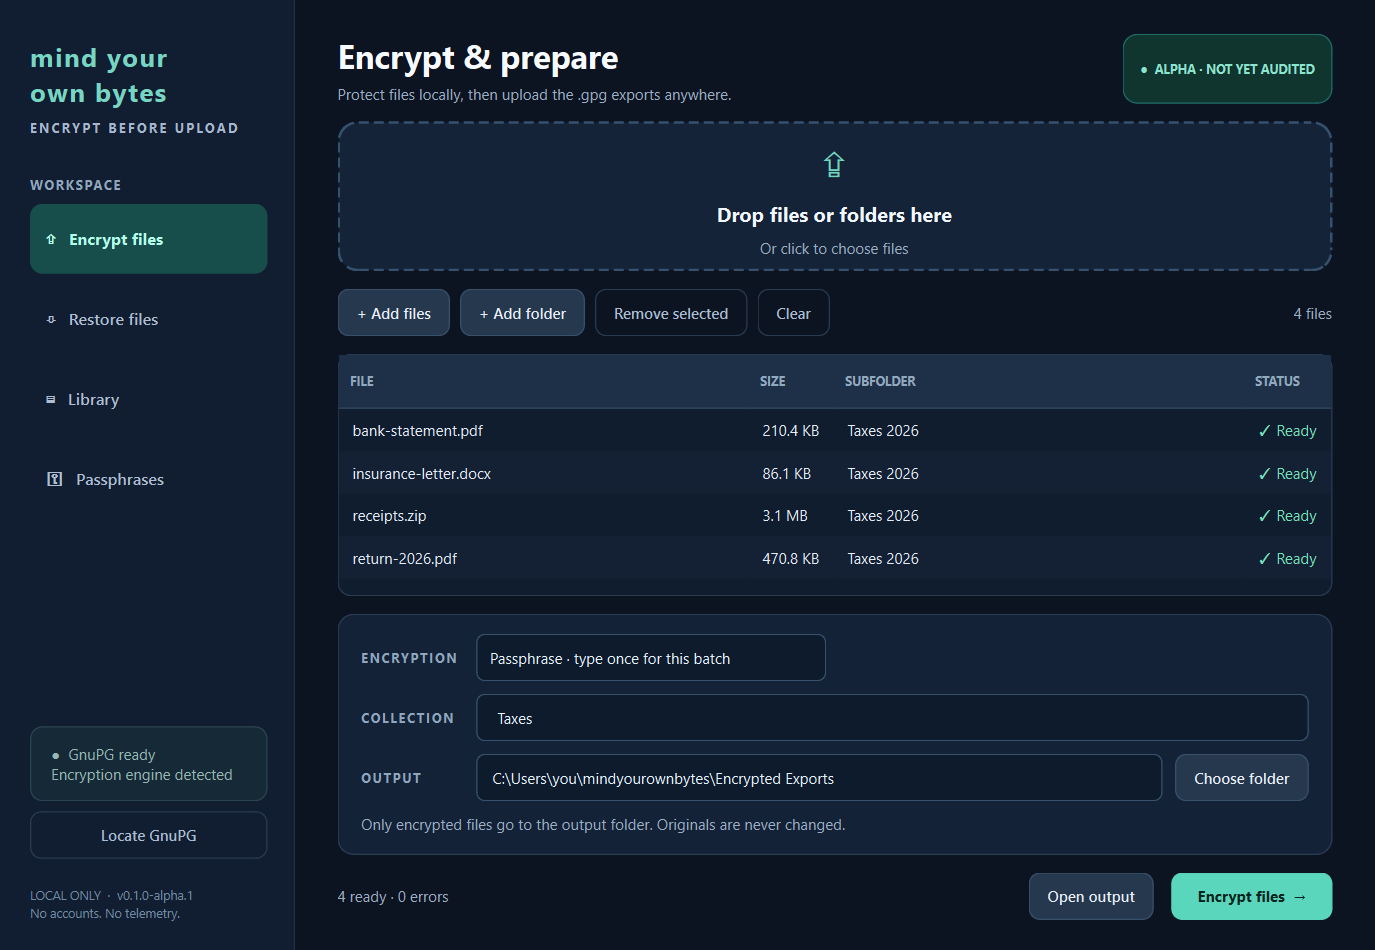 mind your
own bytes
ENCRYPT BEFORE UPLOAD
WORKSPACE
Encrypt files
Restore files
Library
Passphrases
● GnuPG ready
Encryption engine detected
Locate GnuPG
LOCAL ONLY · v0.1.0-alpha.1
No accounts. No telemetry.
Encrypt & prepare
Protect files locally, then upload the .gpg exports anywhere.
● ALPHA · NOT YET AUDITED
Drop files or folders here
Or click to choose files
+ Add files + Add folder Remove selected Clear 4 files
FILE SIZE SUBFOLDER STATUS
bank-statement.pdf 210.4 KB Taxes 2026 ✓ Ready
insurance-letter.docx 86.1 KB Taxes 2026 ✓ Ready
receipts.zip 3.1 MB Taxes 2026 ✓ Ready
return-2026.pdf 470.8 KB Taxes 2026 ✓ Ready
ENCRYPTION Passphrase · type once for this batch
COLLECTION Taxes
OUTPUT C:\Users\you\mindyourownbytes\Encrypted Exports Choose folder
Only encrypted files go to the output folder. Originals are never changed.
4 ready · 0 errors Open output Encrypt files →